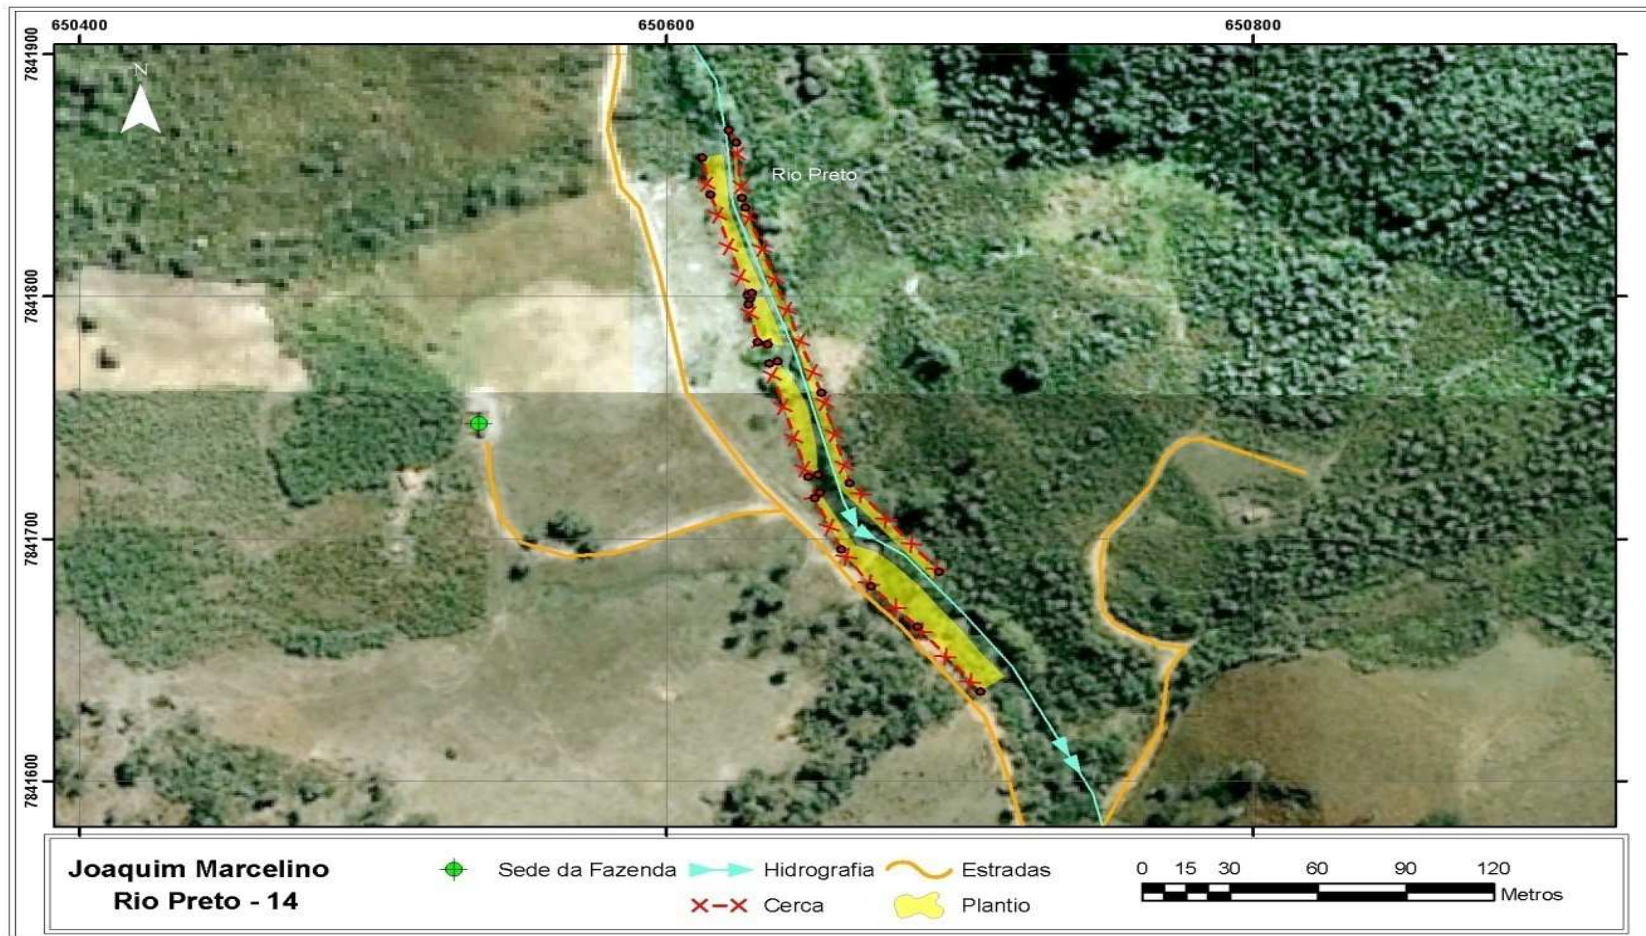 650400 650600 650800
7841900
N
Rio Preto
7841800
7841700
7841600
Joaquim Marcelino
Rio Preto - 14
Sede da Fazenda Hidrografia Estradas
Cerca Plantio
0 15 30 60 90 120
Metros